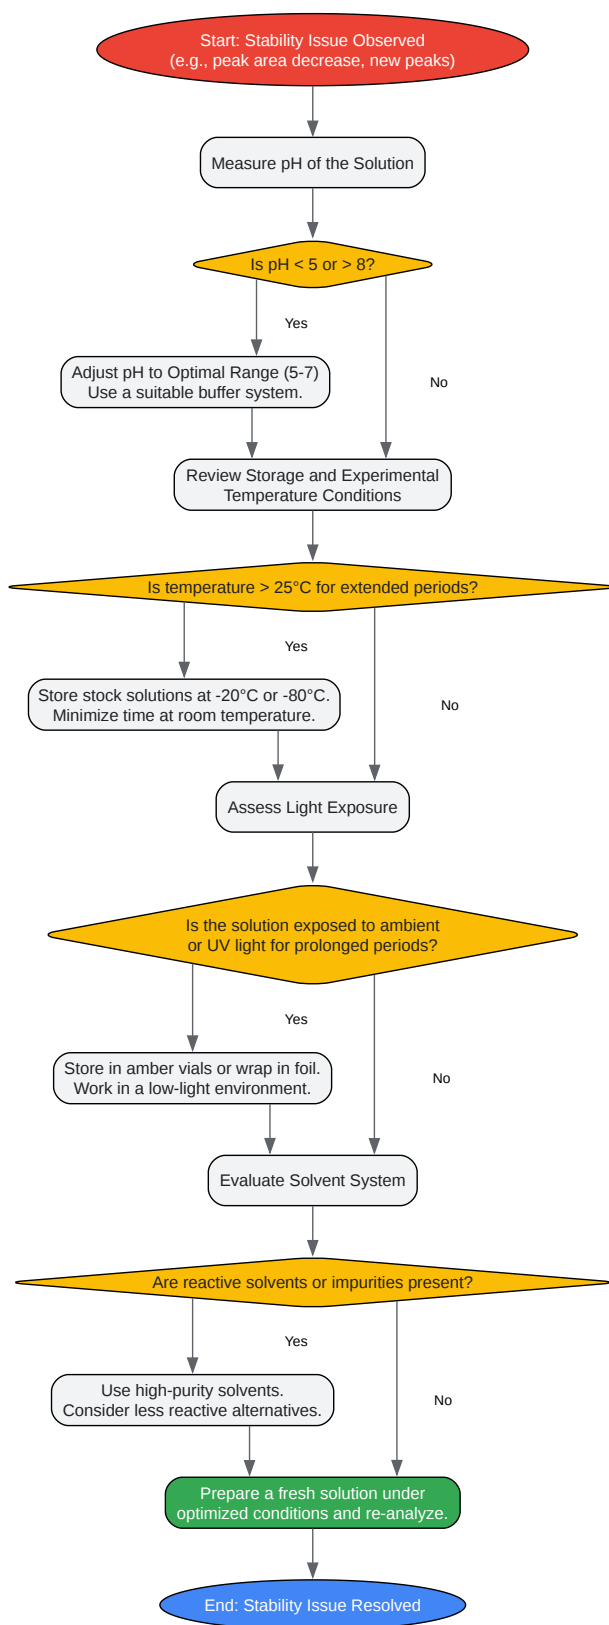 Start: Stability Issue Observed
(e.g., peak area decrease, new peaks)
Measure pH of the Solution
Is pH < 5 or > 8?
Yes
Adjust pH to Optimal Range (5-7)
Use a suitable buffer system.
No
Review Storage and Experimental
Temperature Conditions
Is temperature > 25°C for extended periods?
Yes
Store stock solutions at -20°C or -80°C.
Minimize time at room temperature.
No
Assess Light Exposure
Is the solution exposed to ambient
or UV light for prolonged periods?
Yes
Store in amber vials or wrap in foil.
Work in a low-light environment.
No
Evaluate Solvent System
Are reactive solvents or impurities present?
Yes
Use high-purity solvents.
Consider less reactive alternatives.
No
Prepare a fresh solution under
optimized conditions and re-analyze.
End: Stability Issue Resolved